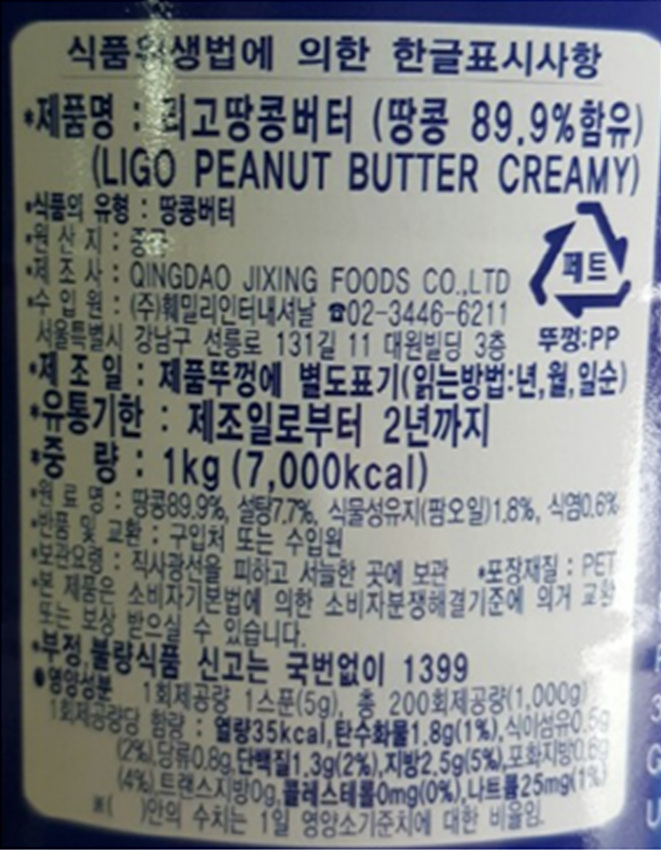 식품위생법에 의한 한글표시사항
*제품명 : 리고땅콩버터 (땅콩 89.9%함유)
(LIGO PEANUT BUTTER CREAMY)
*식품의 유형 : 땅콩버터
*원 산 지 : 중국
*제 조 사 : QINGDAO JIXING FOODS CO.,LTD
페트
*수 입 원 : (주)훼밀리인터내셔날 ☎02-3446-6211
서울특별시 강남구 선릉로 131길 11 대원빌딩 3층
뚜껑:PP
*제 조 일 : 제품뚜껑에 별도표기(읽는방법:년,월,일순)
*유통기한 : 제조일로부터 2년까지
*중 량 : 1kg (7,000kcal)
*원 료 명 : 땅콩89.9%, 설탕7.7%, 식물성유지(팜오일)1.8%, 식염0.6%
*반품 및 교환 : 구입처 또는 수입원
*보관요령 : 직사광선을 피하고 서늘한 곳에 보관 *포장재질 : PET
*본 제품은 소비자기본법에 의한 소비자분쟁해결기준에 의거 교환
또는 보상 받으실 수 있습니다.
*부정,불량식품 신고는 국번없이 1399
●영양성분 1회제공량 1스푼(5g), 총 200회제공량(1,000g)
1회제공량당 함량 : 열량35kcal,탄수화물1.8g(1%),식이섬유0.5g
(2%),당류0.8g,단백질1.3g(2%),지방2.5g(5%),포화지방0.6g
(4%),트랜스지방0g,콜레스테롤0mg(0%),나트륨25mg(1%)
※( )안의 수치는 1일 영양소기준치에 대한 비율임.